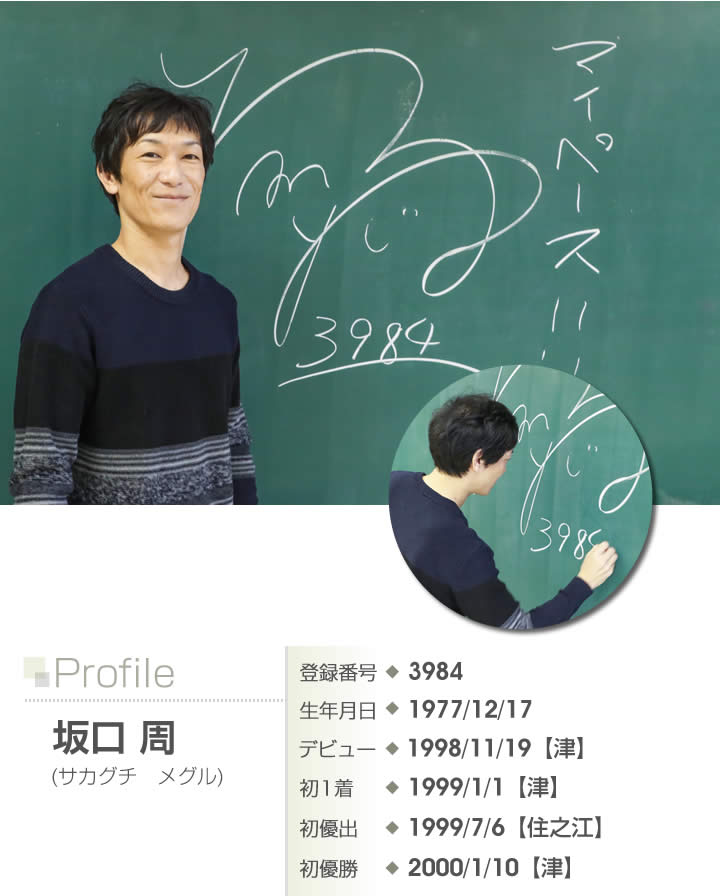 マイペース!!
3984
398
Profile
坂口 周
(サカグチ メグル)
登録番号 ◆ 3984
生年月日 ◆ 1977/12/17
デビュー ◆ 1998/11/19【津】
初1着 ◆ 1999/1/1【津】
初優出 ◆ 1999/7/6【住之江】
初優勝 ◆ 2000/1/10【津】